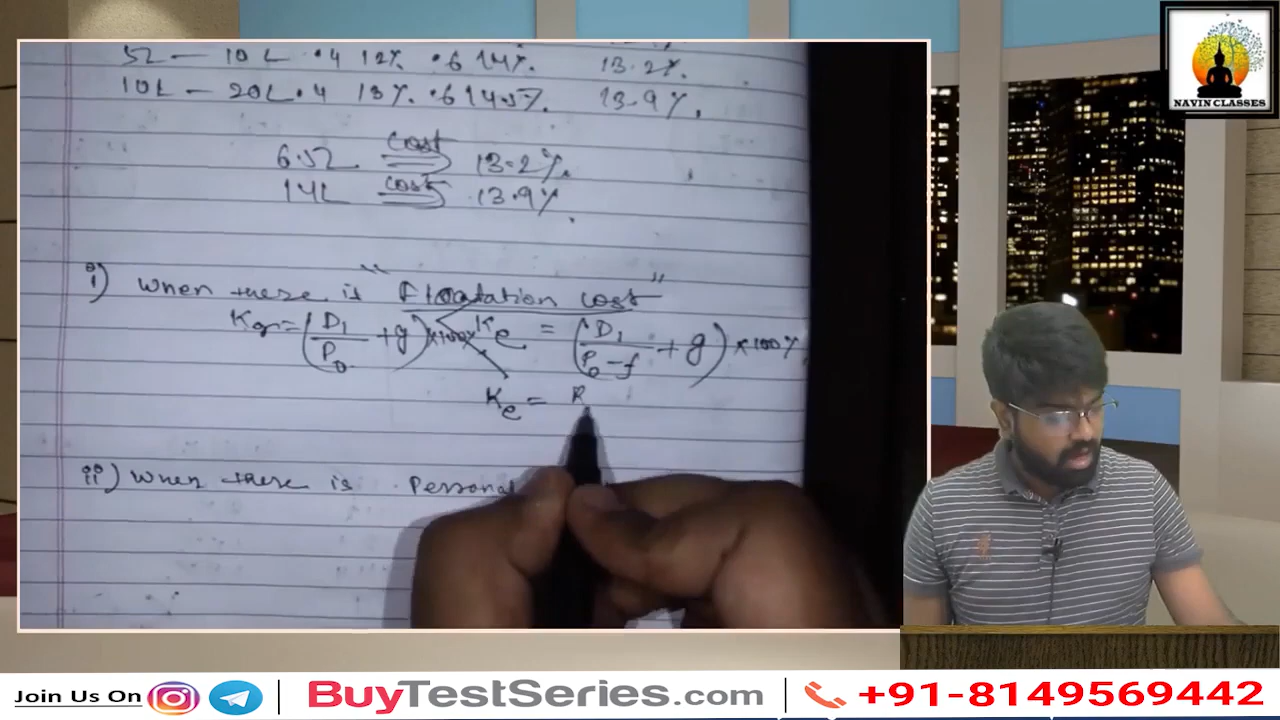 5L — 10L .4 12% .6 14%. 13.2%.
10L — 20L .4 13% .6 14.5%. 13.9%.
6.5L cost 13.2%.
14L cost 13.9%.
i) When there is "Floatation cost"
Kr = (D1/P0 + g) × 100% Ke = (D1/P0 - f + g) × 100%
Ke = R
ii) When there is Personal
NAVIN CLASSES
Join Us On BuyTestSeries.com +91-8149569442